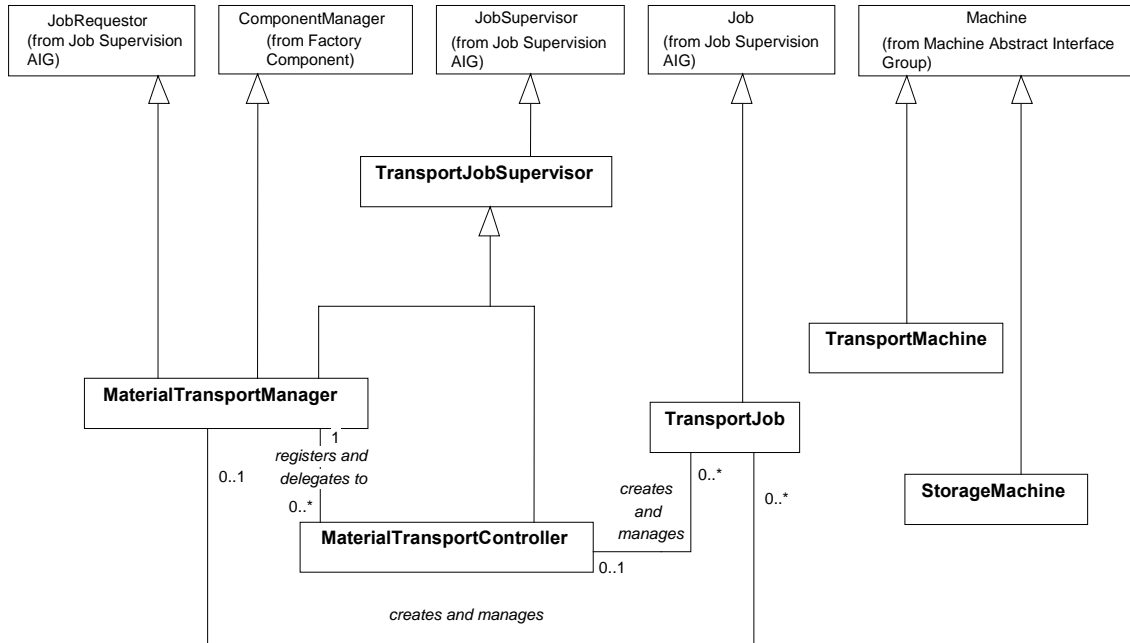 JobRequestor
(from Job Supervision
AIG)
ComponentManager
(from Factory
Component)
JobSupervisor
(from Job Supervision
AIG)
Job
(from Job Supervision
AIG)
Machine
(from Machine Abstract Interface
Group)
TransportJobSupervisor
TransportMachine
MaterialTransportManager
TransportJob
1
registers and
delegates to
0..1
0..*
0..*
0..*
creates
and
manages
StorageMachine
MaterialTransportController
0..1
creates and manages